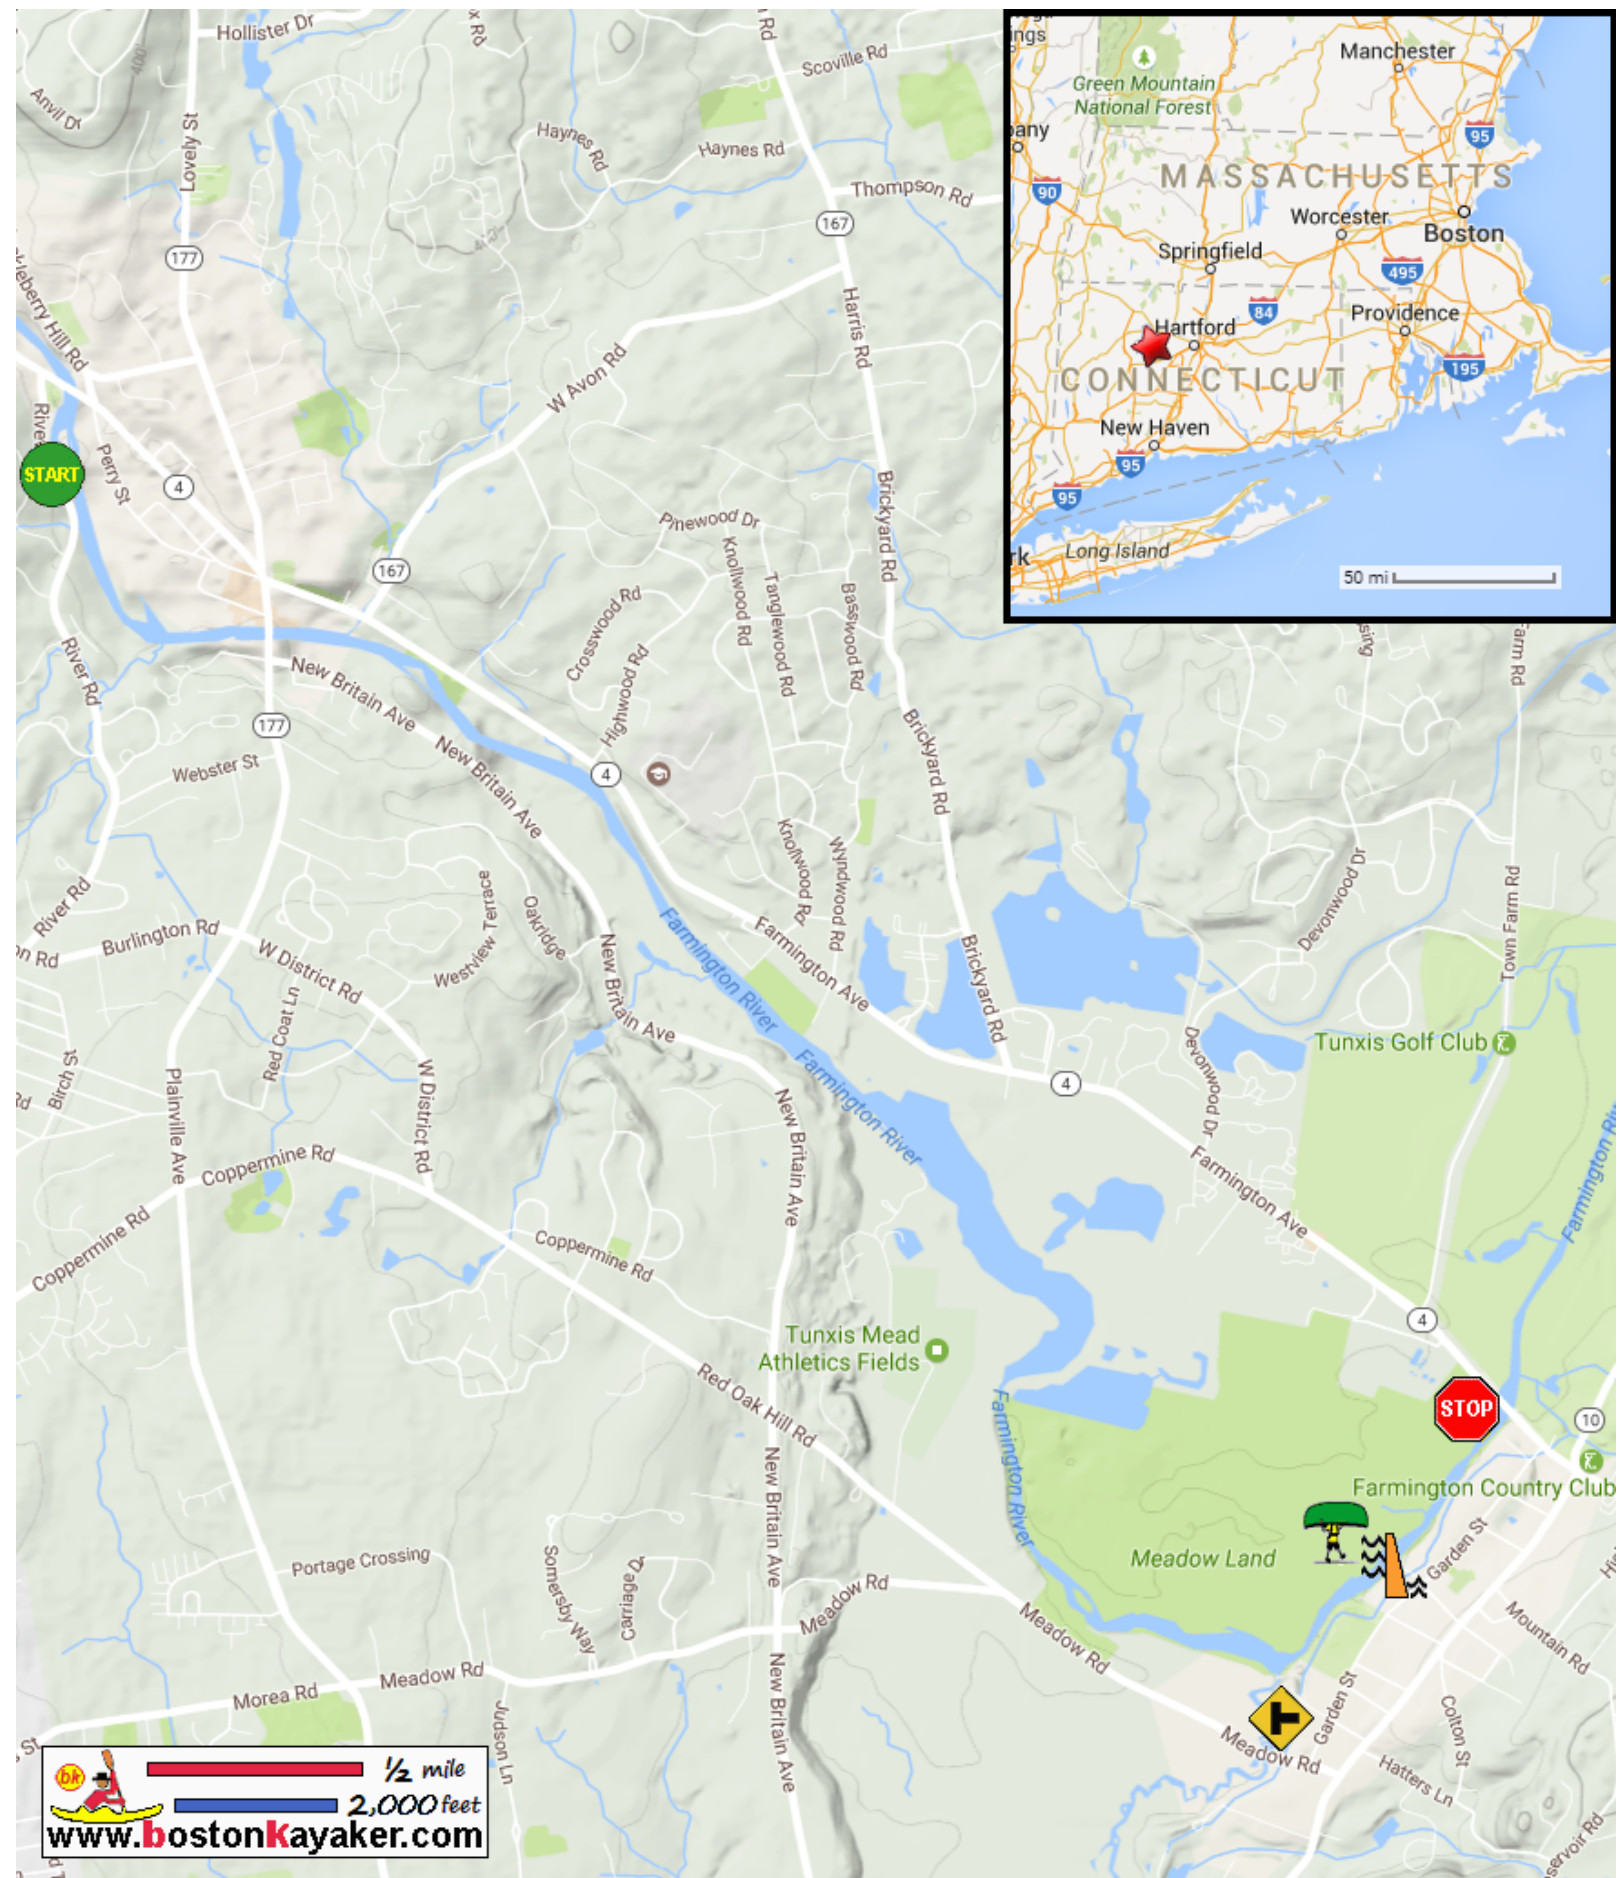 Hollister Dr
Rd
Scoville Rd
Anvil Dr
400'
Lovely St
Haynes Rd
Haynes Rd
Thompson Rd
167
177
Harris Rd
W Avon Rd
Perry St
START
4
167
Brickyard Rd
Pinewood Dr
Knollwood Rd
Tanglewood Rd
Basswood Rd
Crosswood Rd
Highwood Rd
River Rd
New Britain Ave
177
Webster St
New Britain Ave
4
Brickyard Rd
Knollwood Rd
Wyndwood Rd
Devonwood Dr
Town Farm Rd
River Rd
Burlington Rd
W District Rd
Westview Terrace
Oakridge
New Britain Ave
Farmington River
Farmington Ave
Brickyard Rd
Red Coat Ln
Birch St
Plainville Ave
W District Rd
Farmington River
4
Devonwood Dr
Tunxis Golf Club
New Britain Ave
Coppermine Rd
Farmington Ave
Coppermine Rd
Coppermine Rd
4
Tunxis Mead
Athletics Fields
Red Oak Hill Rd
Farmington River
STOP
10
Farmington Country Club
New Britain Ave
Portage Crossing
Somersby Way
Carriage Dr
Meadow Land
Garden St
Meadow Rd
Meadow Rd
Mountain Rd
Morea Rd
Meadow Rd
Judson Ln
New Britain Ave
Garden St
Colton St
Meadow Rd
Hatters Ln
Manchester
Green Mountain
National Forest
95
90
MASSACHUSETTS
Worcester
Boston
Springfield
495
84
Providence
Hartford
CONNECTICUT
195
New Haven
95
95
Long Island
50 mi
bk
½ mile
2,000 feet
www.bostonKayaker.com